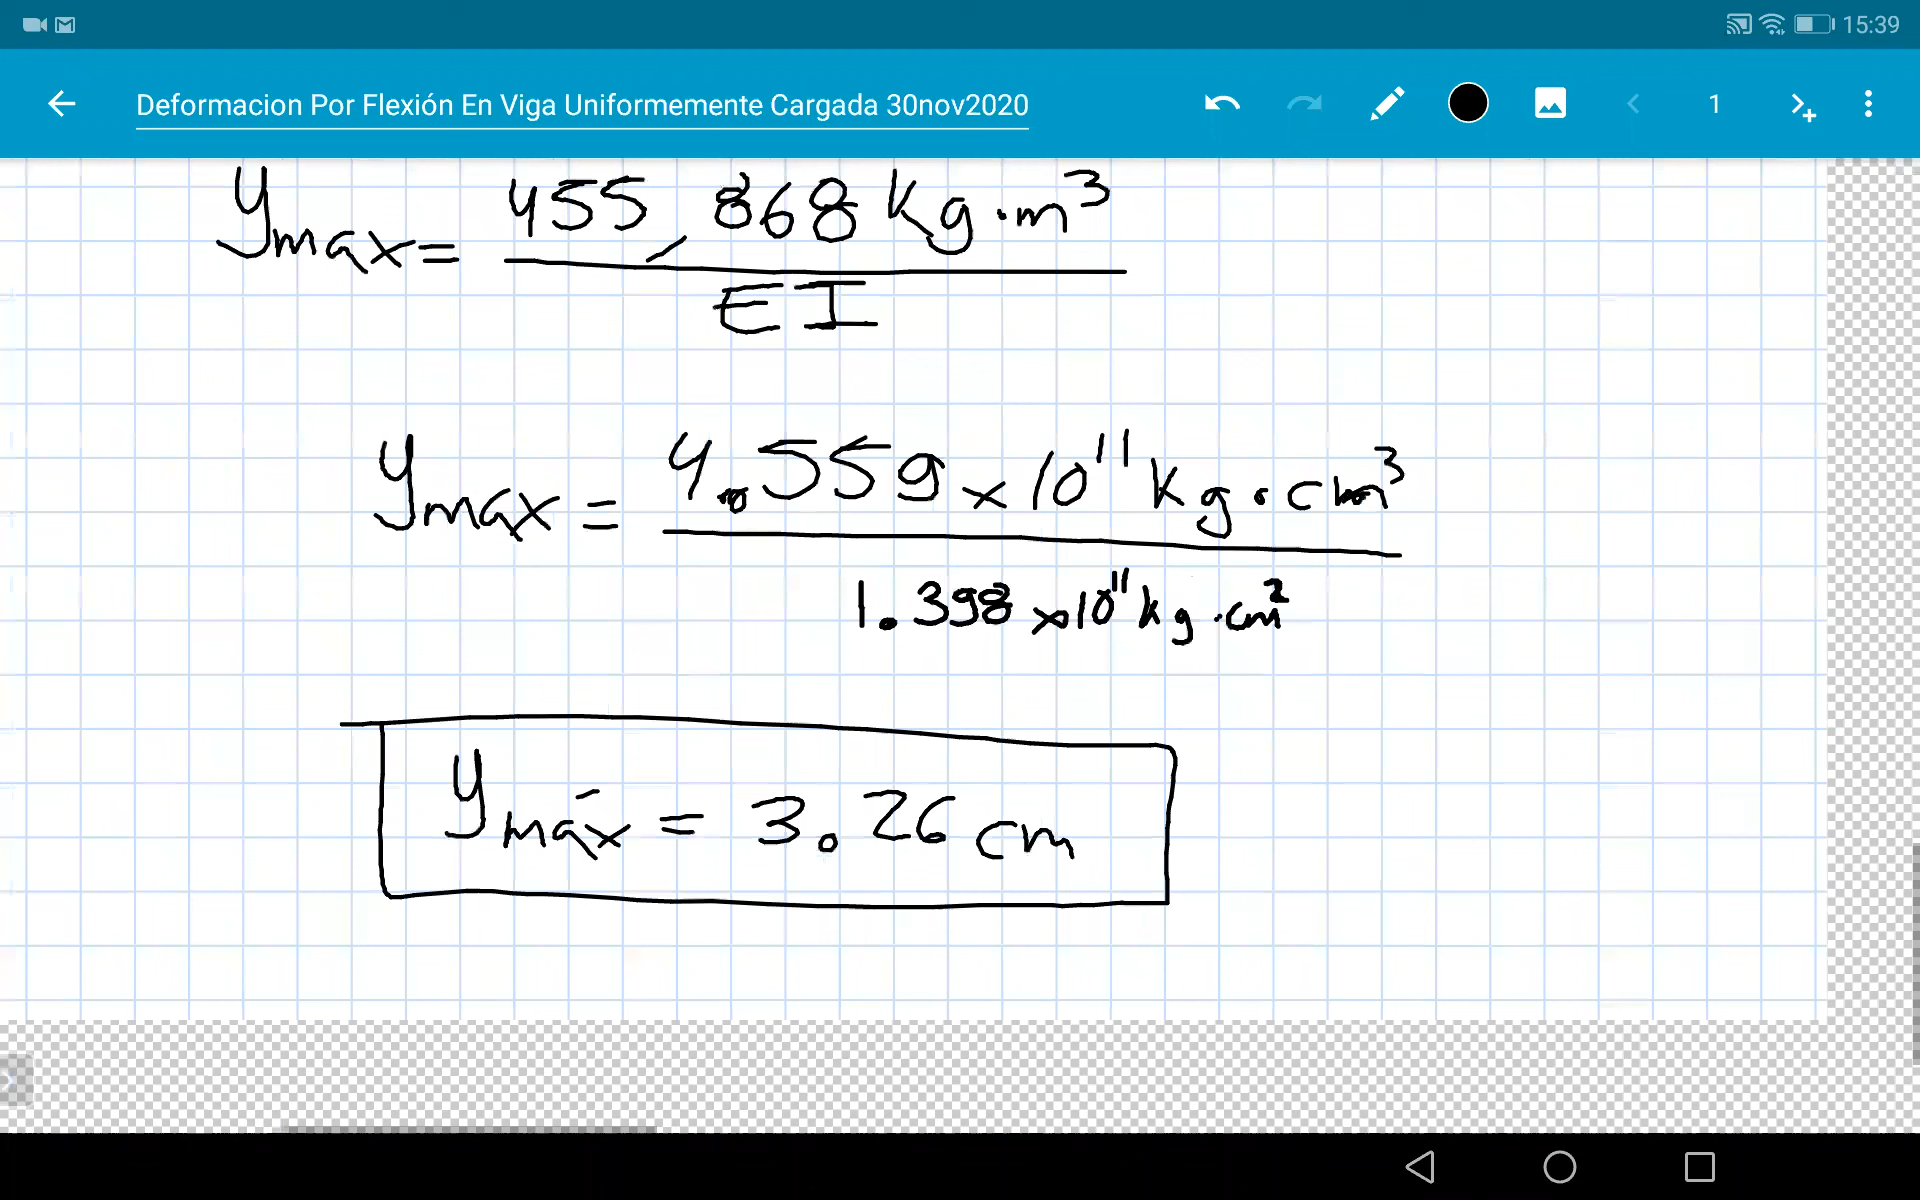 15:39
Deformacion Por Flexión En Viga Uniformemente Cargada 30nov2020 1
ymax = 455,868 kg·m³
EI
ymax = 4.559 x 10¹¹ kg·cm³
1.398 x10¹¹ kg·cm²
ymáx = 3.26 cm